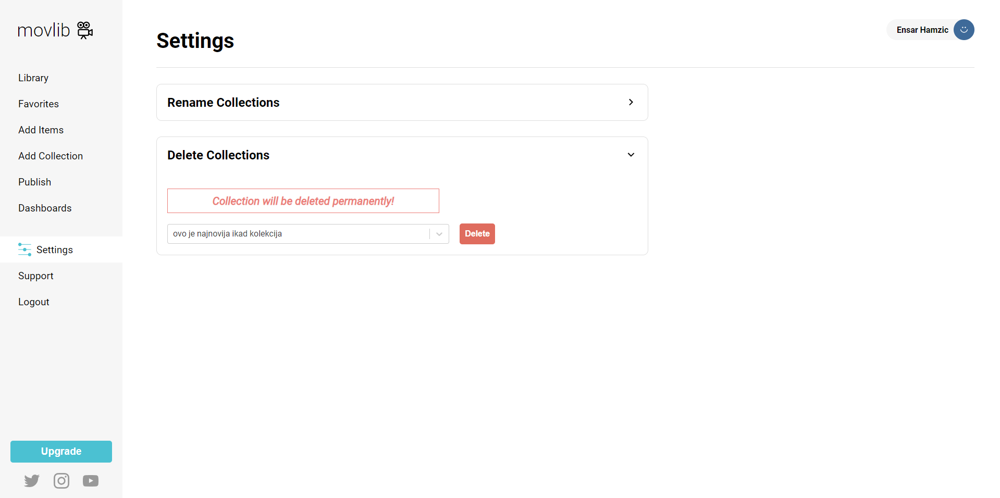 movlib
Library
Favorites
Add Items
Add Collection
Publish
Dashboards
Settings
Support
Logout
Upgrade
Ensar Hamzic
Settings
Rename Collections
Delete Collections
Collection will be deleted permanently!
ovo je najnovija ikad kolekcija
Delete